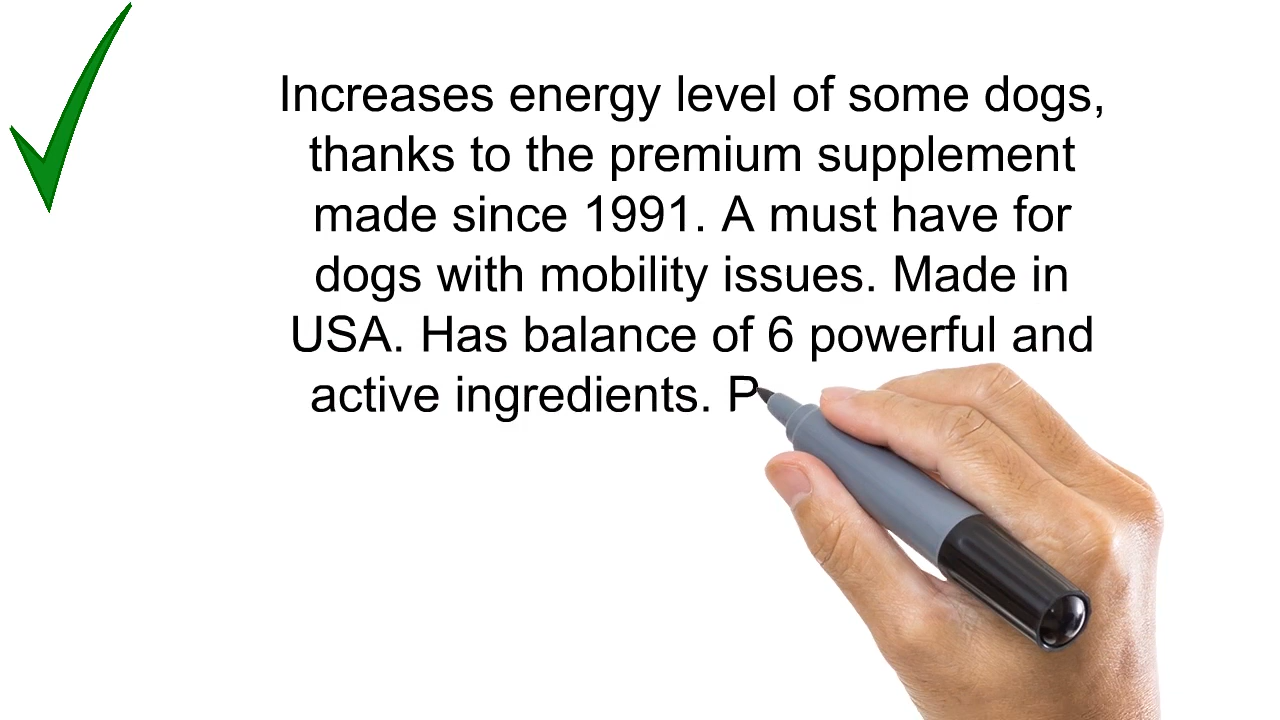 Increases energy level of some dogs,
thanks to the premium supplement
made since 1991. A must have for
dogs with mobility issues. Made in
USA. Has balance of 6 powerful and
active ingredients. P